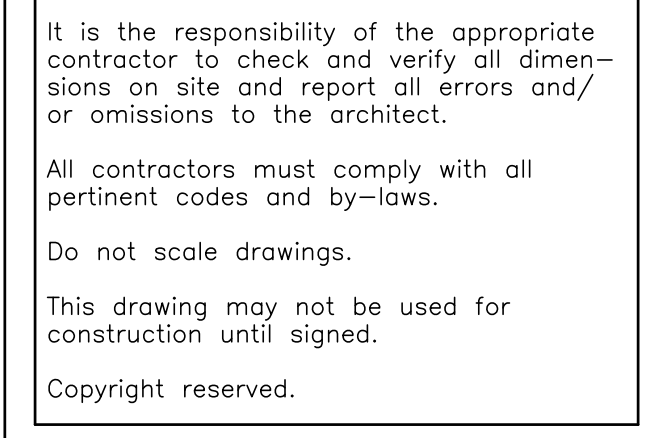 It is the responsibility of the appropriate
contractor to check and verify all dimen-
sions on site and report all errors and/
or omissions to the architect.
All contractors must comply with all
pertinent codes and by-laws.
Do not scale drawings.
This drawing may not be used for
construction until signed.
Copyright reserved.